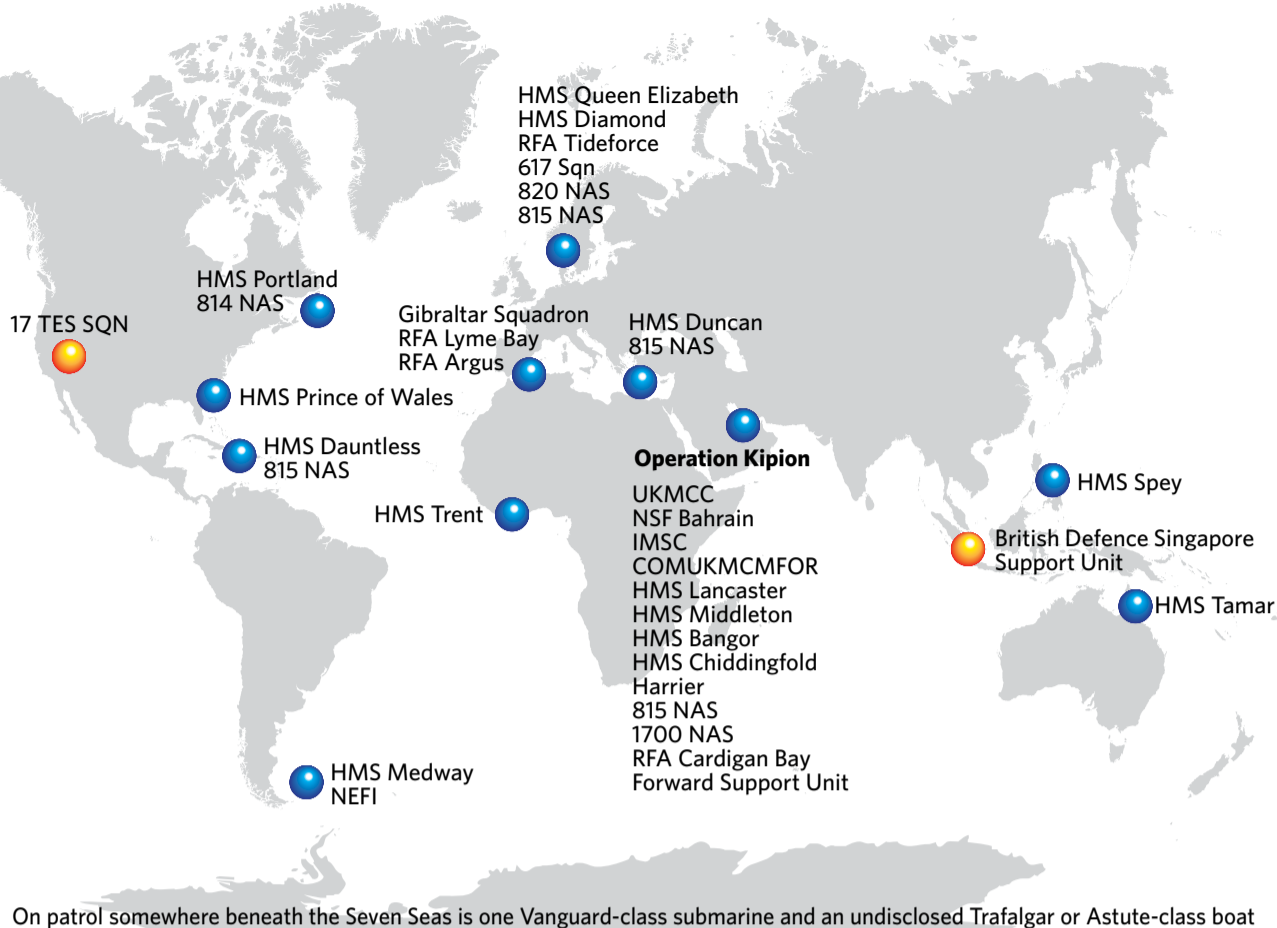 HMS Queen Elizabeth
HMS Diamond
RFA Tideforce
617 Sqn
820 NAS
815 NAS
HMS Portland
814 NAS
17 TES SQN
Gibraltar Squadron
RFA Lyme Bay
RFA Argus
HMS Duncan
815 NAS
HMS Prince of Wales
HMS Dauntless
815 NAS
HMS Trent
Operation Kipion
UKMCC
NSF Bahrain
IMSC
COMUKMCMFOR
HMS Lancaster
HMS Middleton
HMS Bangor
HMS Chiddingfold
Harrier
815 NAS
1700 NAS
RFA Cardigan Bay
Forward Support Unit
HMS Spey
British Defence Singapore
Support Unit
HMS Tamar
HMS Medway
NEFI
On patrol somewhere beneath the Seven Seas is one Vanguard-class submarine and an undisclosed Trafalgar or Astute-class boat